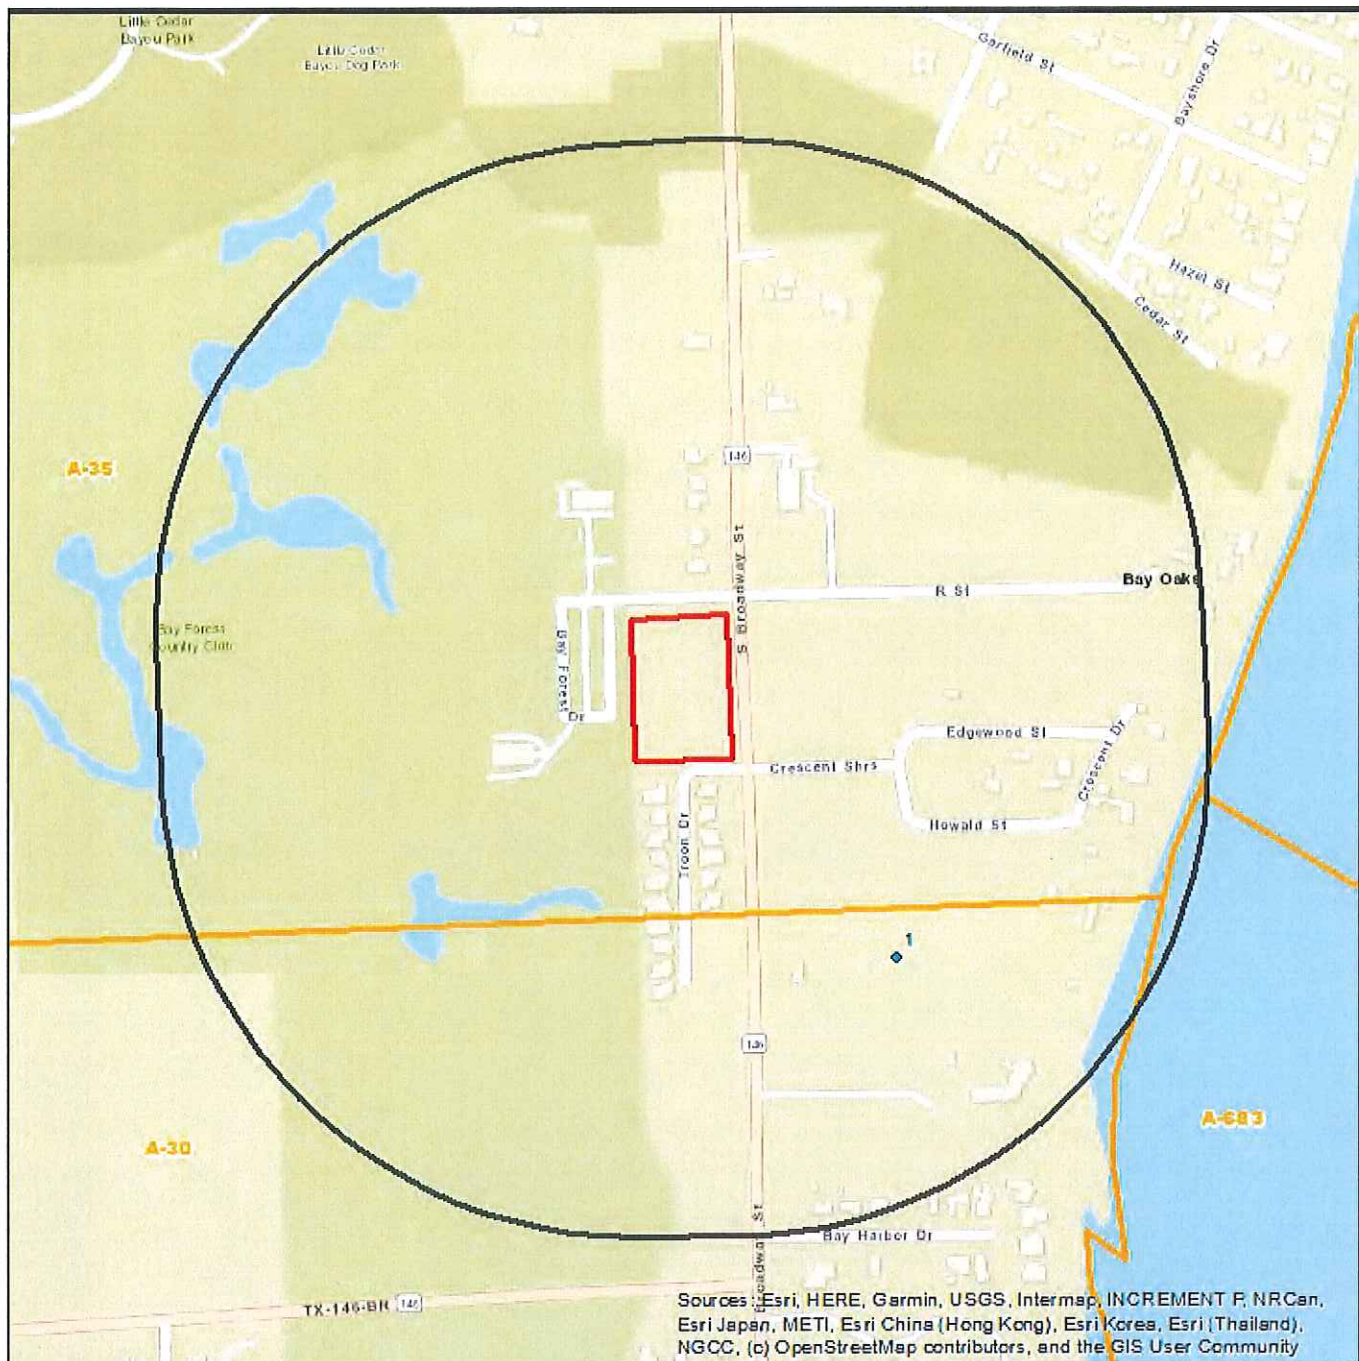 Little Cedar
Bayou Park
Little Cedar
Bayou Dog Park
Garfield St
Bayshore Dr
Hazel St
Cedar St
A-35
146
S Broadway St
R St
Bay Oaks
Bay Forest
Country Club
Bay Forest
Dr
Edgewood St
Crescent Dr
Crescent Shrs
Howald St
Troon Dr
1
146
A-683
A-30
Broadway St
Bay Harbor Dr
TX-146-BR 146
Sources: Esri, HERE, Garmin, USGS, Intermap, INCREMENT P, NRCan,
Esri Japan, METI, Esri China (Hong Kong), Esri Korea, Esri (Thailand),
NGCC, (c) OpenStreetMap contributors, and the GIS User Community